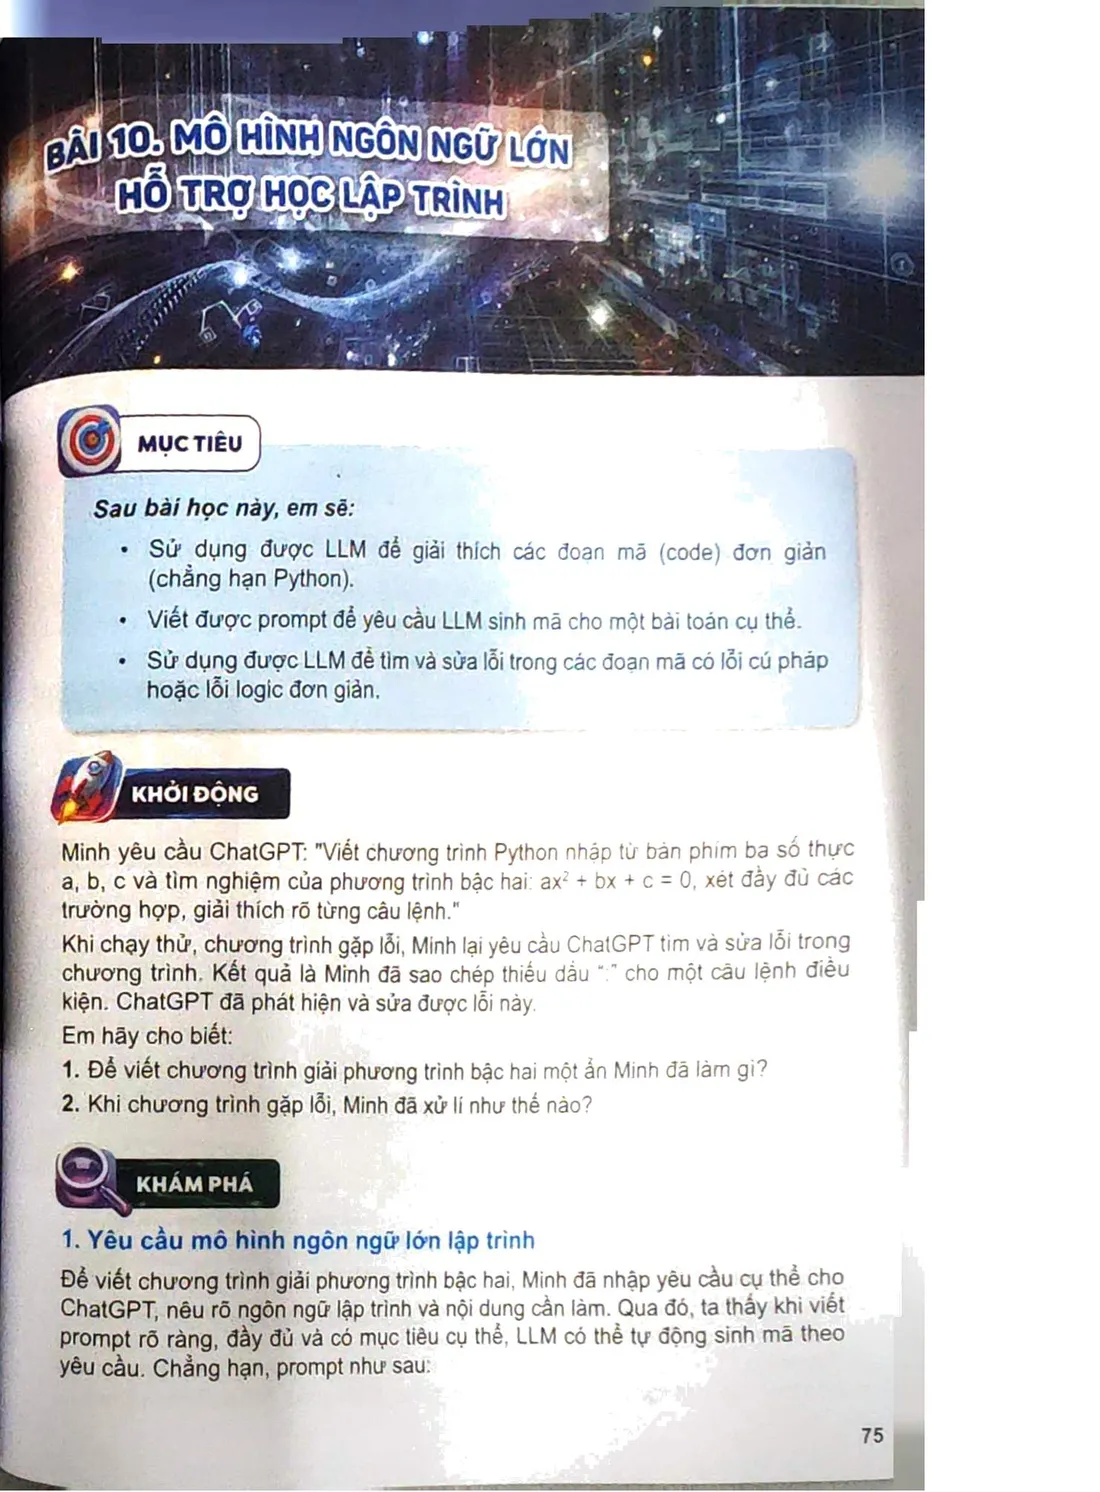 BÀI 10. MÔ HÌNH NGÔN NGỮ LỚN
HỖ TRỢ HỌC LẬP TRÌNH
MỤC TIÊU
Sau bài học này, em sẽ:
• Sử dụng được LLM để giải thích các đoạn mã (code) đơn giản
(chẳng hạn Python).
• Viết được prompt để yêu cầu LLM sinh mã cho một bài toán cụ thể.
• Sử dụng được LLM để tìm và sửa lỗi trong các đoạn mã có lỗi cú pháp
hoặc lỗi logic đơn giản.
KHỞI ĐỘNG
Minh yêu cầu ChatGPT: "Viết chương trình Python nhập từ bàn phím ba số thực
a, b, c và tìm nghiệm của phương trình bậc hai: ax² + bx + c = 0, xét đầy đủ các
trường hợp, giải thích rõ từng câu lệnh."
Khi chạy thử, chương trình gặp lỗi, Minh lại yêu cầu ChatGPT tìm và sửa lỗi trong
chương trình. Kết quả là Minh đã sao chép thiếu dấu ":" cho một câu lệnh điều
kiện. ChatGPT đã phát hiện và sửa được lỗi này.
Em hãy cho biết:
1. Để viết chương trình giải phương trình bậc hai một ẩn Minh đã làm gì?
2. Khi chương trình gặp lỗi, Minh đã xử lí như thế nào?
KHÁM PHÁ
1. Yêu cầu mô hình ngôn ngữ lớn lập trình
Để viết chương trình giải phương trình bậc hai, Minh đã nhập yêu cầu cụ thể cho
ChatGPT, nêu rõ ngôn ngữ lập trình và nội dung cần làm. Qua đó, ta thấy khi viết
prompt rõ ràng, đầy đủ và có mục tiêu cụ thể, LLM có thể tự động sinh mã theo
yêu cầu. Chẳng hạn, prompt như sau:
75